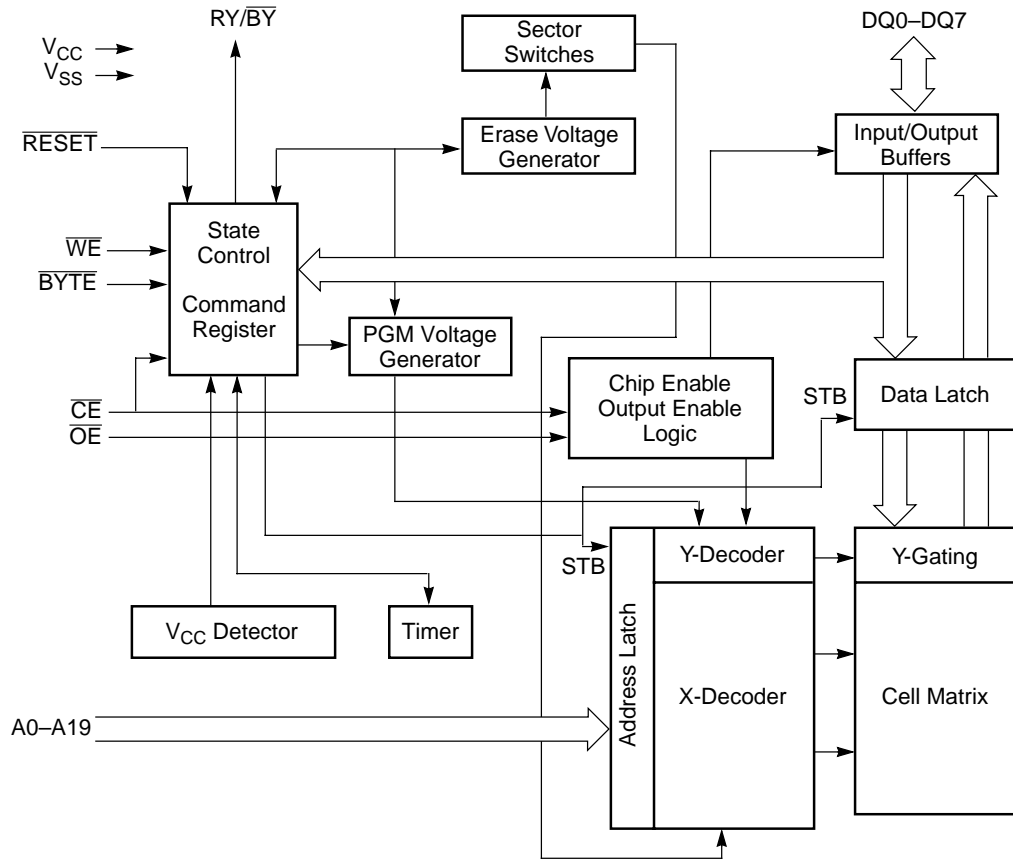 RY/BY
Sector
Switches
DQ0–DQ7
VCC
VSS
Erase Voltage
Generator
Input/Output
Buffers
RESET
State
Control
Command
Register
WE
BYTE
PGM Voltage
Generator
Chip Enable
Output Enable
Logic
STB
Data Latch
CE
OE
STB
Y-Decoder
Y-Gating
VCC Detector
Timer
Address Latch
X-Decoder
Cell Matrix
A0–A19